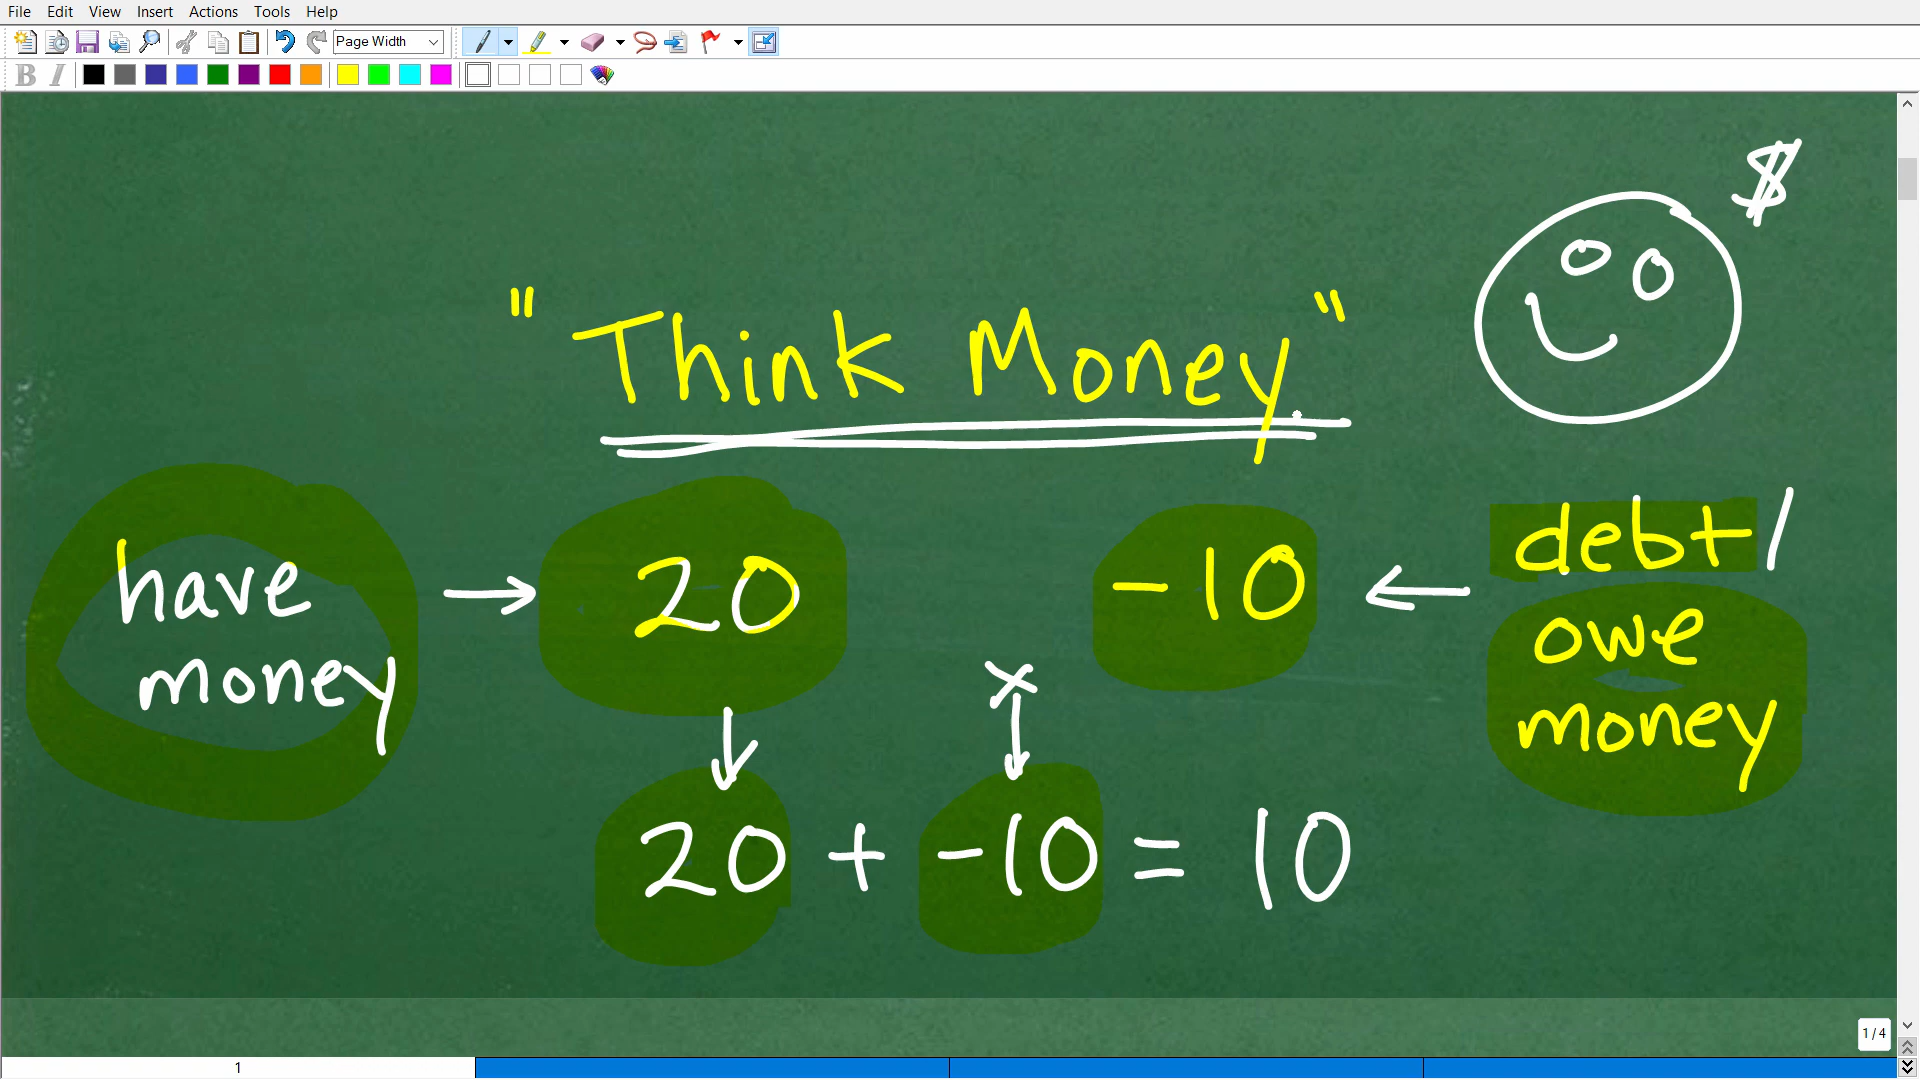 File Edit View Insert Actions Tools Help
Page Width
B I
$
"Think Money"
have money → 20
-10 ← debt/
owe
money
x
20 + -10 = 10
1 / 4
1